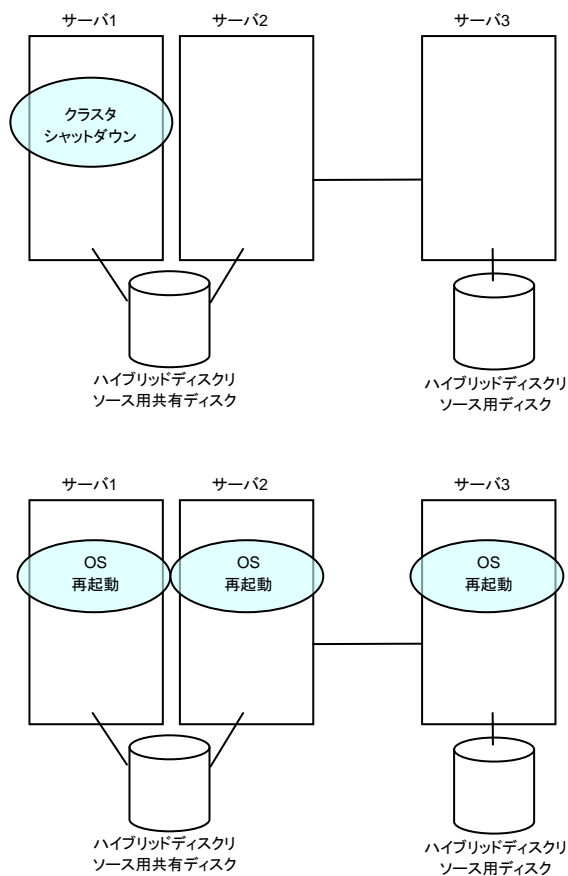 サーバ1
サーバ2
サーバ3
クラスタ
シャットダウン
ハイブリッドディスクリ
ソース用共有ディスク
ハイブリッドディスクリ
ソース用ディスク
サーバ1
サーバ2
サーバ3
OS
再起動
OS
再起動
OS
再起動
ハイブリッドディスクリ
ソース用共有ディスク
ハイブリッドディスクリ
ソース用ディスク